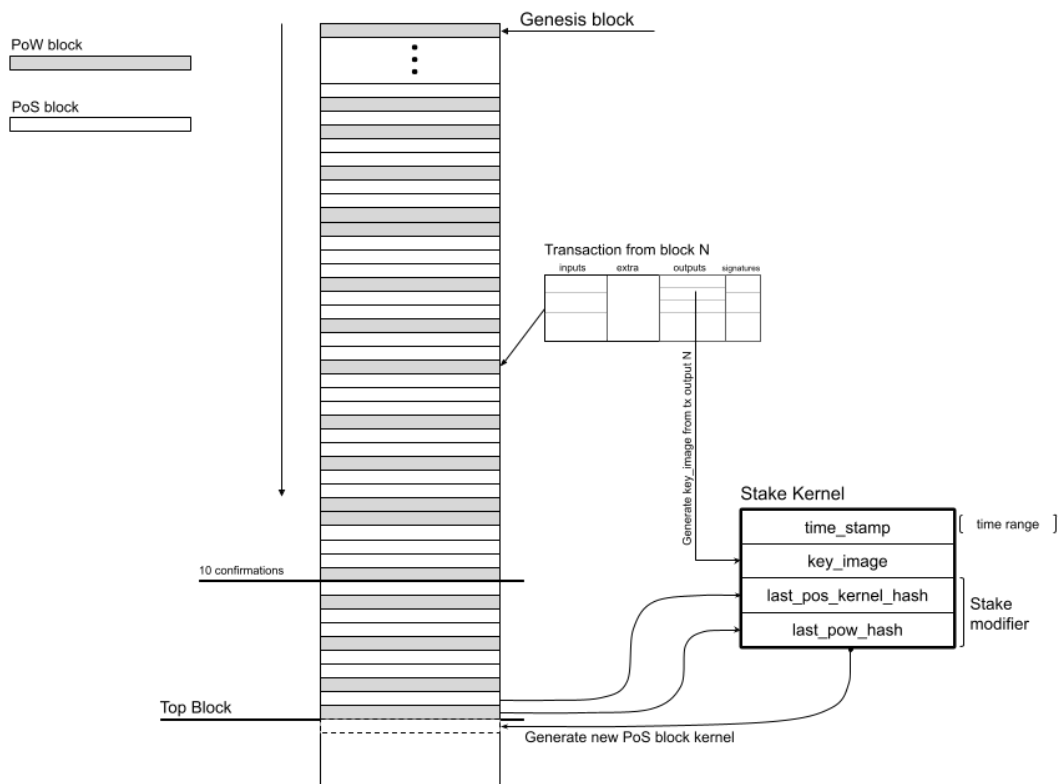 Genesis block
PoW block
PoS block
Transaction from block N
inputs
extra
outputs
signatures
Generate key_image from tx output N
Stake Kernel
time_stamp
[ time range ]
key_image
10 confirmations
last_pos_kernel_hash
last_pow_hash
Stake
modifier
Top Block
Generate new PoS block kernel